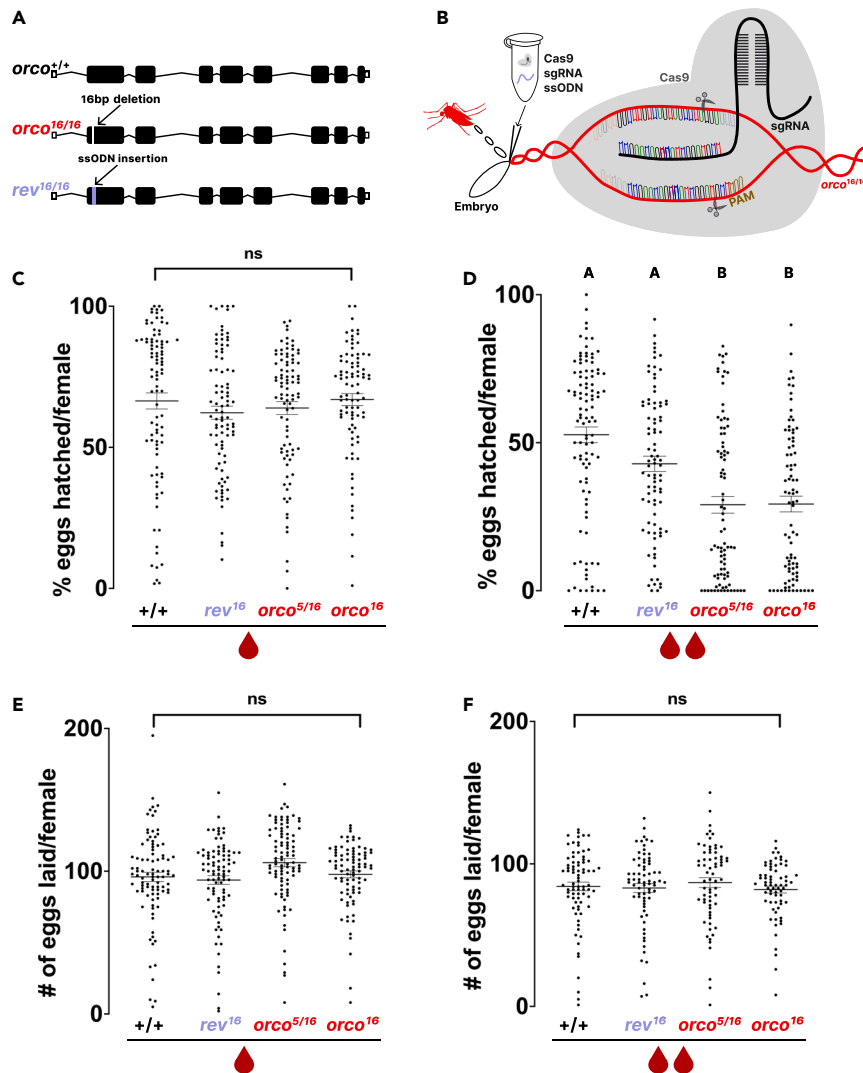 A
orco+/+
16bp deletion
orco16/16
ssODN insertion
rev16/16
B
Cas9
sgRNA
ssODN
Embryo
Cas9
sgRNA
PAM
orco16/16
C
ns
% eggs hatched/female
100
50
0
+/+ rev16 orco5/16 orco16
D
A A B B
% eggs hatched/female
100
50
0
+/+ rev16 orco5/16 orco16
E
ns
# of eggs laid/female
200
100
0
+/+ rev16 orco5/16 orco16
F
ns
# of eggs laid/female
200
100
0
+/+ rev16 orco5/16 orco16